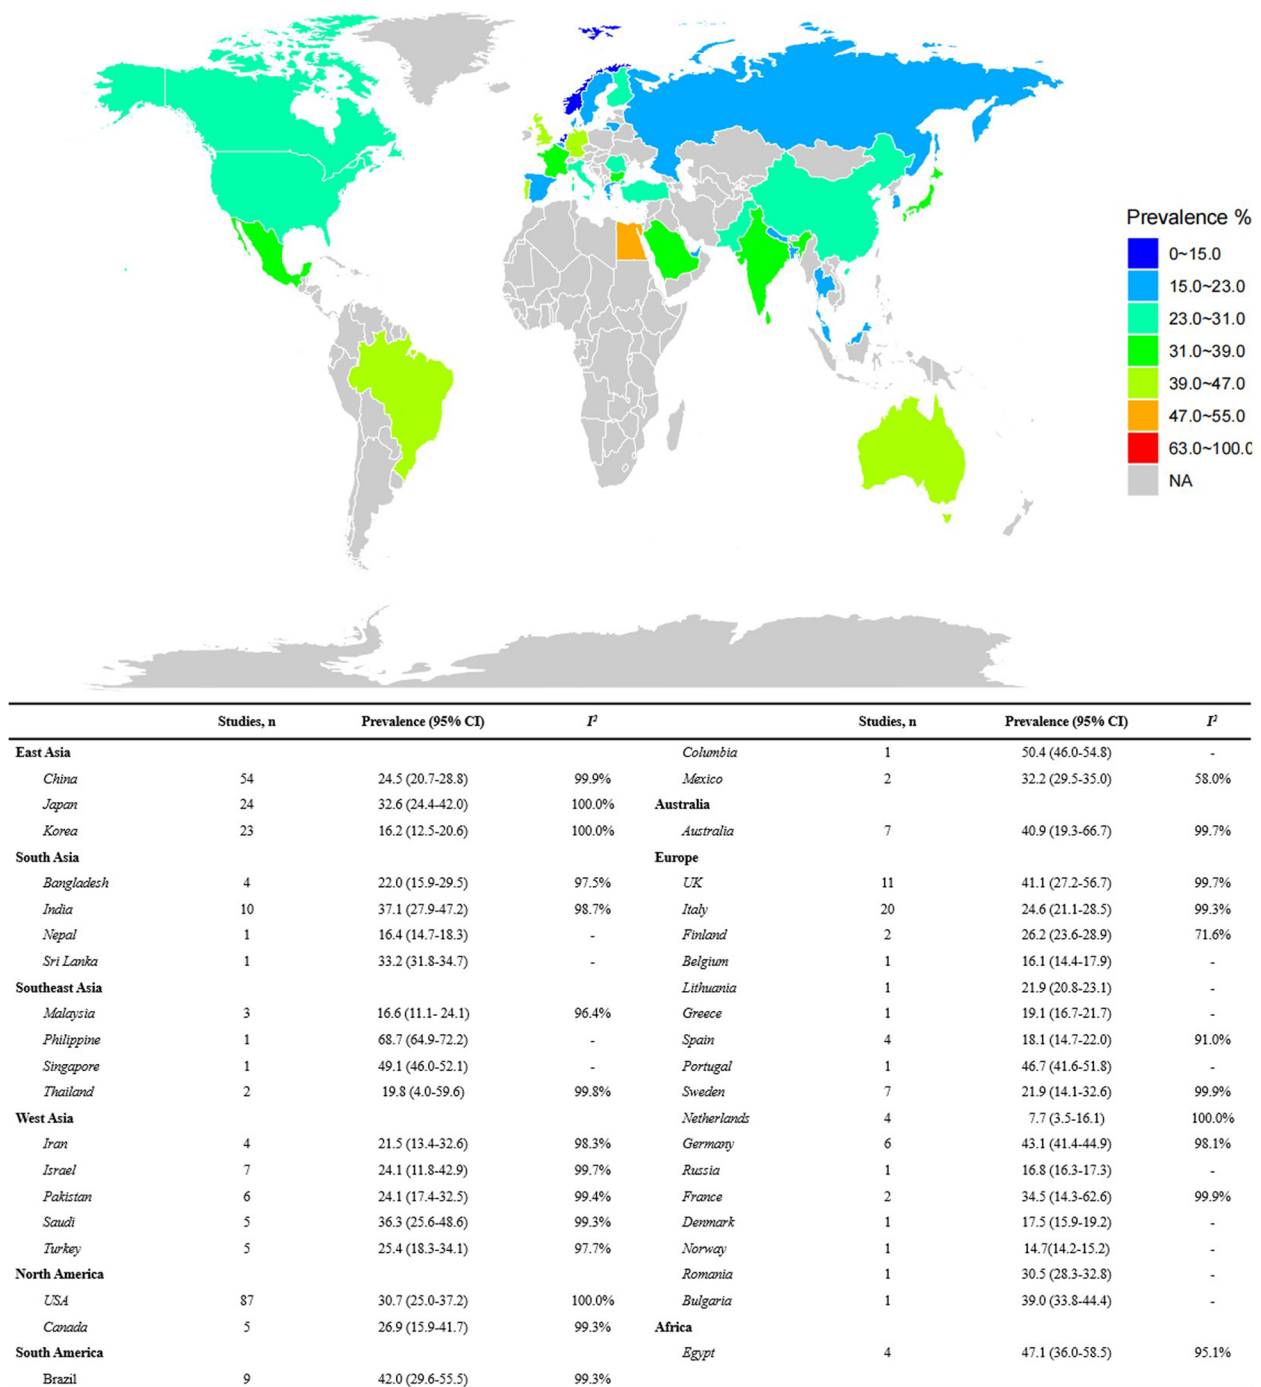 Prevalence %
0~15.0
15.0~23.0
23.0~31.0
31.0~39.0
39.0~47.0
47.0~55.0
63.0~100.0
NA
Studies, n Prevalence (95% CI) I² Studies, n Prevalence (95% CI) I²
East Asia Columbia 1 50.4 (46.0-54.8) -
China 54 24.5 (20.7-28.8) 99.9% Mexico 2 32.2 (29.5-35.0) 58.0%
Japan 24 32.6 (24.4-42.0) 100.0% Australia
Korea 23 16.2 (12.5-20.6) 100.0% Australia 7 40.9 (19.3-66.7) 99.7%
South Asia Europe
Bangladesh 4 22.0 (15.9-29.5) 97.5% UK 11 41.1 (27.2-56.7) 99.7%
India 10 37.1 (27.9-47.2) 98.7% Italy 20 24.6 (21.1-28.5) 99.3%
Nepal 1 16.4 (14.7-18.3) - Finland 2 26.2 (23.6-28.9) 71.6%
Sri Lanka 1 33.2 (31.8-34.7) - Belgium 1 16.1 (14.4-17.9) -
Southeast Asia Lithuania 1 21.9 (20.8-23.1) -
Malaysia 3 16.6 (11.1- 24.1) 96.4% Greece 1 19.1 (16.7-21.7) -
Philippine 1 68.7 (64.9-72.2) - Spain 4 18.1 (14.7-22.0) 91.0%
Singapore 1 49.1 (46.0-52.1) - Portugal 1 46.7 (41.6-51.8) -
Thailand 2 19.8 (4.0-59.6) 99.8% Sweden 7 21.9 (14.1-32.6) 99.9%
West Asia Netherlands 4 7.7 (3.5-16.1) 100.0%
Iran 4 21.5 (13.4-32.6) 98.3% Germany 6 43.1 (41.4-44.9) 98.1%
Israel 7 24.1 (11.8-42.9) 99.7% Russia 1 16.8 (16.3-17.3) -
Pakistan 6 24.1 (17.4-32.5) 99.4% France 2 34.5 (14.3-62.6) 99.9%
Saudi 5 36.3 (25.6-48.6) 99.3% Denmark 1 17.5 (15.9-19.2) -
Turkey 5 25.4 (18.3-34.1) 97.7% Norway 1 14.7(14.2-15.2) -
North America Romania 1 30.5 (28.3-32.8) -
USA 87 30.7 (25.0-37.2) 100.0% Bulgaria 1 39.0 (33.8-44.4) -
Canada 5 26.9 (15.9-41.7) 99.3% Africa
South America Egypt 4 47.1 (36.0-58.5) 95.1%
Brazil 9 42.0 (29.6-55.5) 99.3%